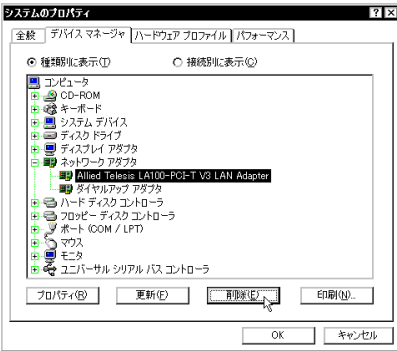 システムのプロパティ
全般 デバイス マネージャ ハードウェア プロファイル パフォーマンス
種類別に表示(T) 接続別に表示(C)
コンピュータ
CD-ROM
キーボード
システム デバイス
ディスク ドライブ
ディスプレイ アダプタ
ネットワーク アダプタ
Allied Telesis LA100-PCI-T V3 LAN Adapter
ダイヤルアップ アダプタ
ハード ディスク コントローラ
フロッピー ディスク コントローラ
ポート (COM / LPT)
マウス
モニタ
ユニバーサル シリアル バス コントローラ
プロパティ(R) 更新(F) 削除(E) 印刷(N)...
OK キャンセル